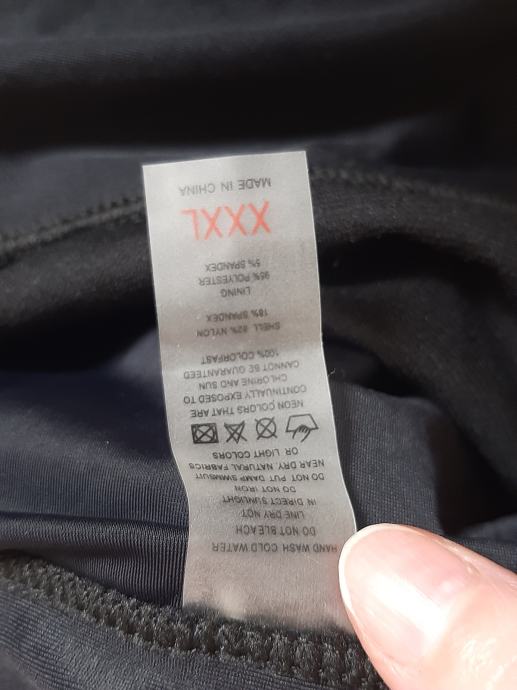 HAND WASH COLD WATER
DO NOT BLEACH
LINE DRY NOT
IN DIRECT SUNLIGHT
DO NOT IRON
DO NOT PUT DAMP SWIMSUIT
NEAR DRY, NATURAL FABRICS
OR LIGHT COLORS
NEON COLORS THAT ARE
CONTINUALLY EXPOSED TO
CHLORINE AND SUN
CANNOT BE GUARANTEED
100% COLORFAST
SHELL 82% NYLON
18% SPANDEX
LINING
95% POLYESTER
5% SPANDEX
XXXL
MADE IN CHINA